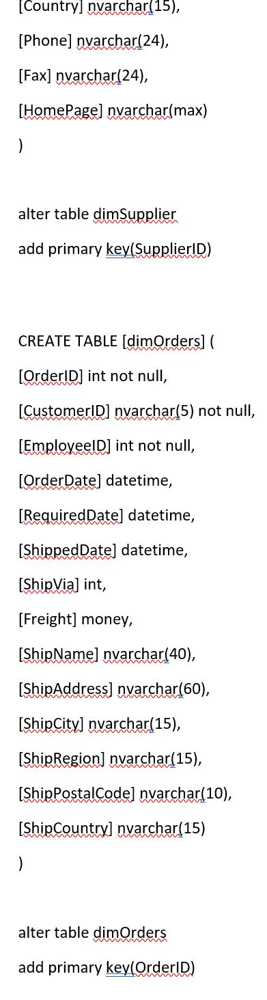 [Country] nvarchar(15),
[Phone] nvarchar(24),
[Fax] nvarchar(24),
[HomePage] nvarchar(max)
)
alter table dimSupplier
add primary key(SupplierID)
CREATE TABLE [dimOrders] (
[OrderID] int not null,
[CustomerID] nvarchar(5) not null,
[EmployeeID] int not null,
[OrderDate] datetime,
[RequiredDate] datetime,
[ShippedDate] datetime,
[ShipVia] int,
[Freight] money,
[ShipName] nvarchar(40),
[ShipAddress] nvarchar(60),
[ShipCity] nvarchar(15),
[ShipRegion] nvarchar(15),
[ShipPostalCode] nvarchar(10),
[ShipCountry] nvarchar(15)
)
alter table dimOrders
add primary key(OrderID)